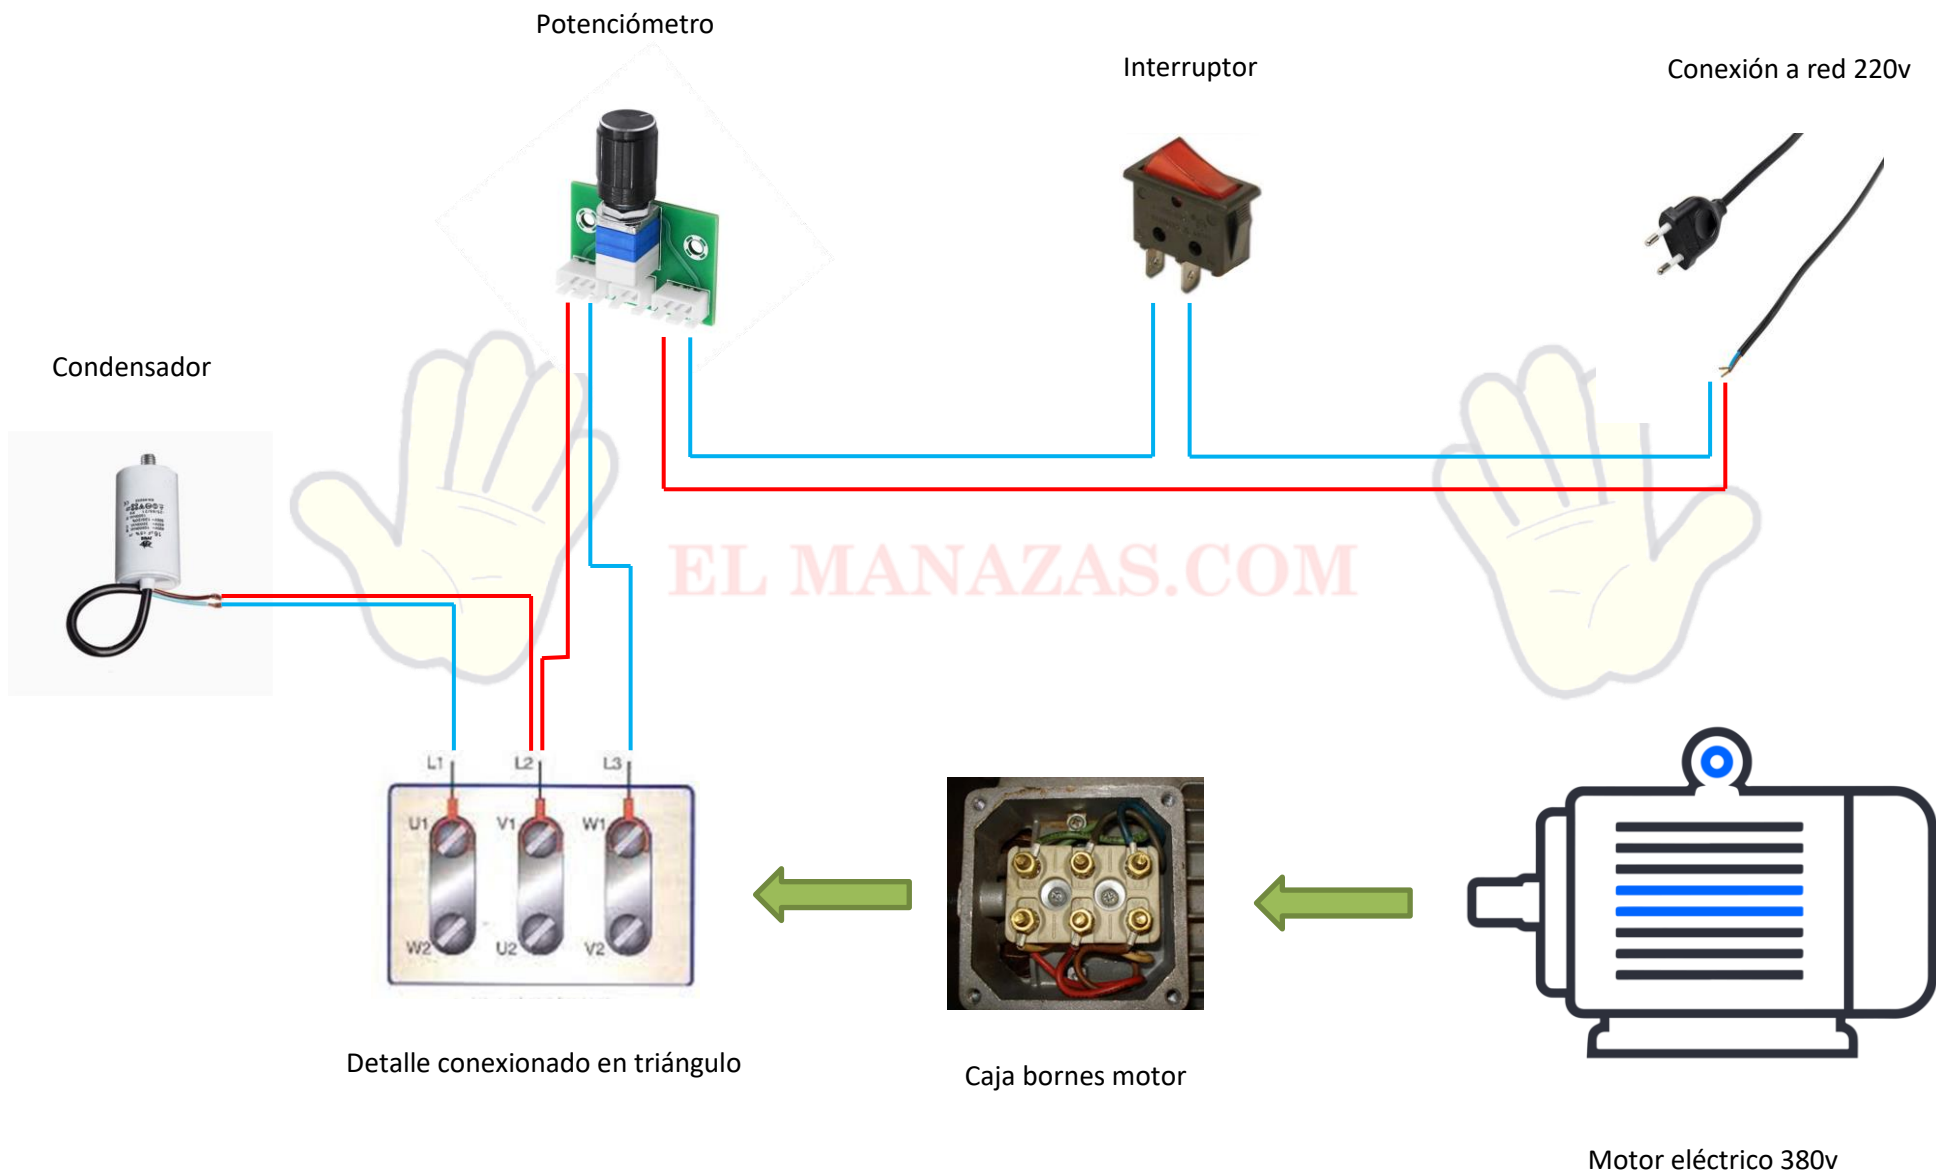 Potenciómetro
Interruptor
Conexión a red 220v
Condensador
EL MANAZAS.COM
L1
L2
L3
U1
V1
W1
W2
U2
V2
Detalle conexionado en triángulo
Caja bornes motor
Motor eléctrico 380v